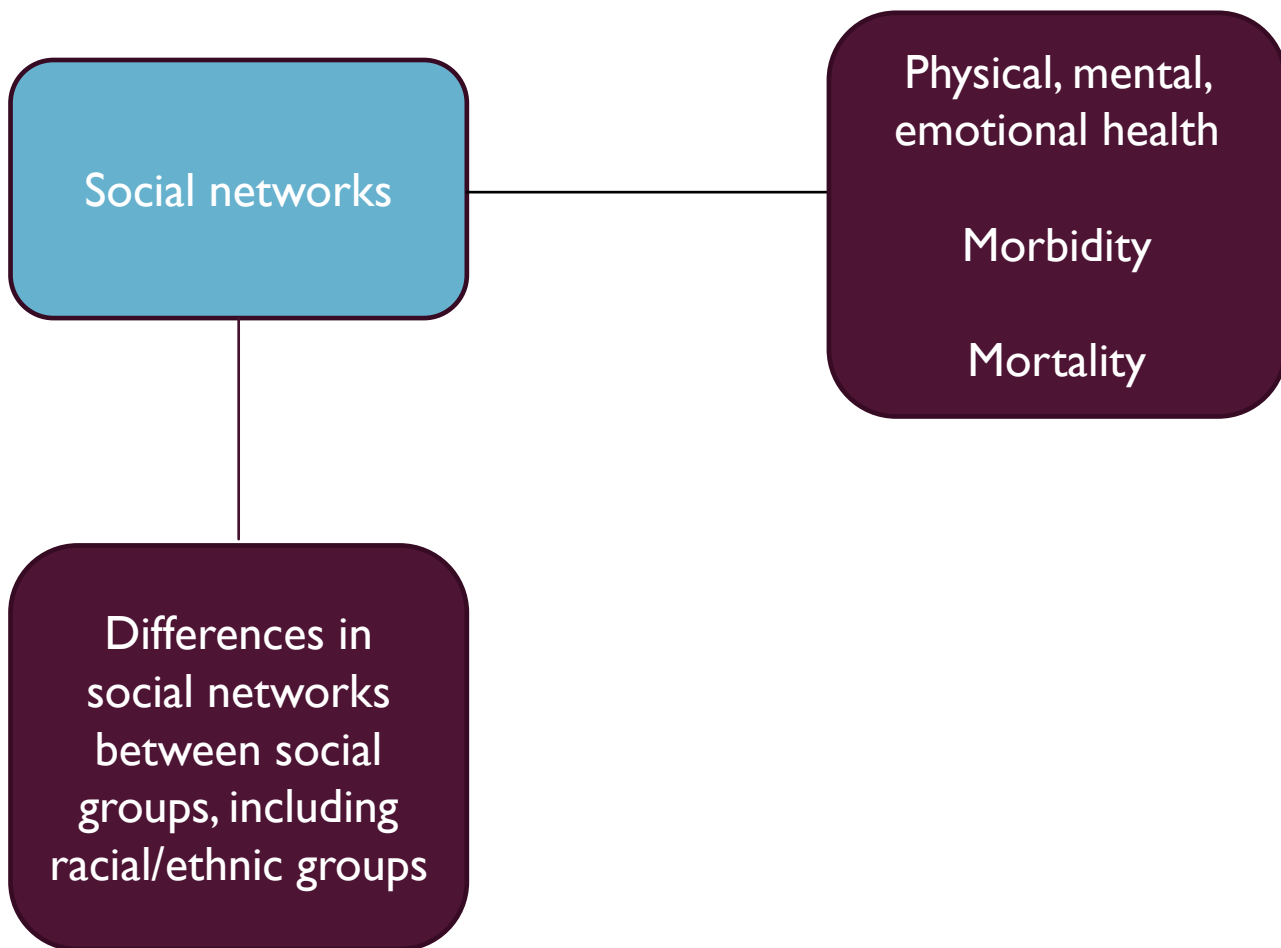 Social networks
Physical, mental,
emotional health
Morbidity
Mortality
Differences in
social networks
between social
groups, including
racial/ethnic groups